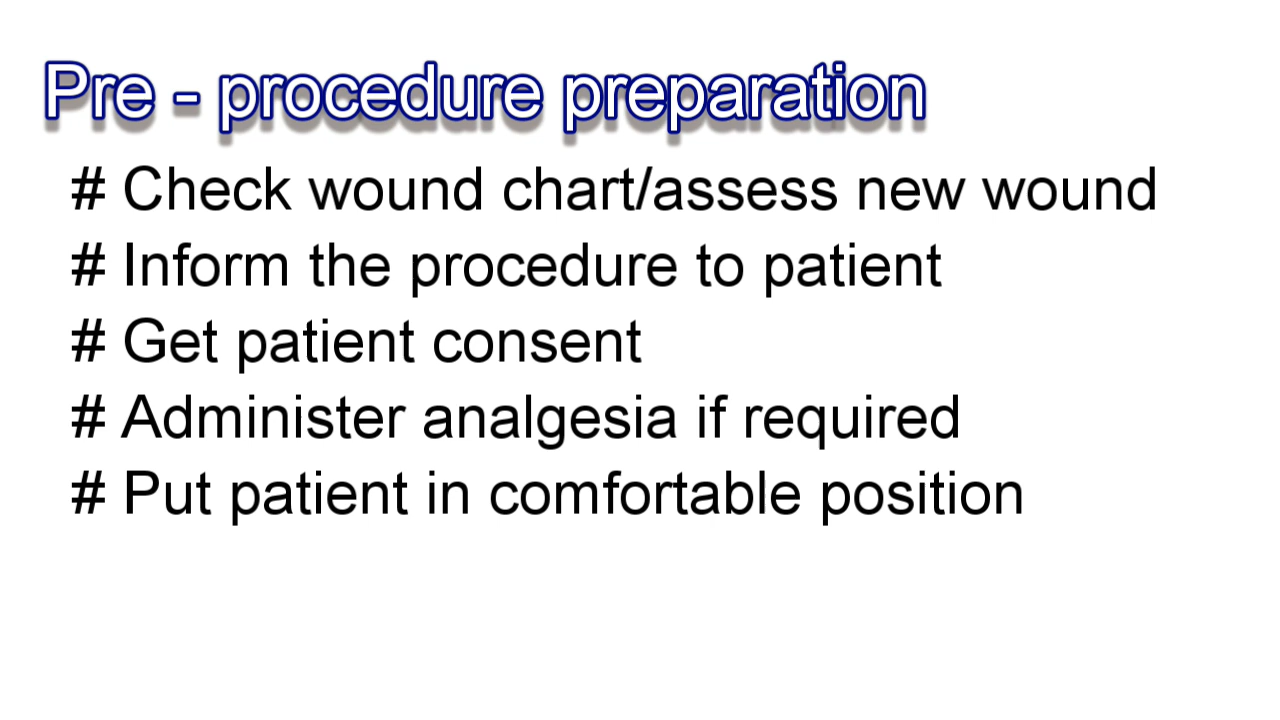 Pre - procedure preparation
# Check wound chart/assess new wound
# Inform the procedure to patient
# Get patient consent
# Administer analgesia if required
# Put patient in comfortable position